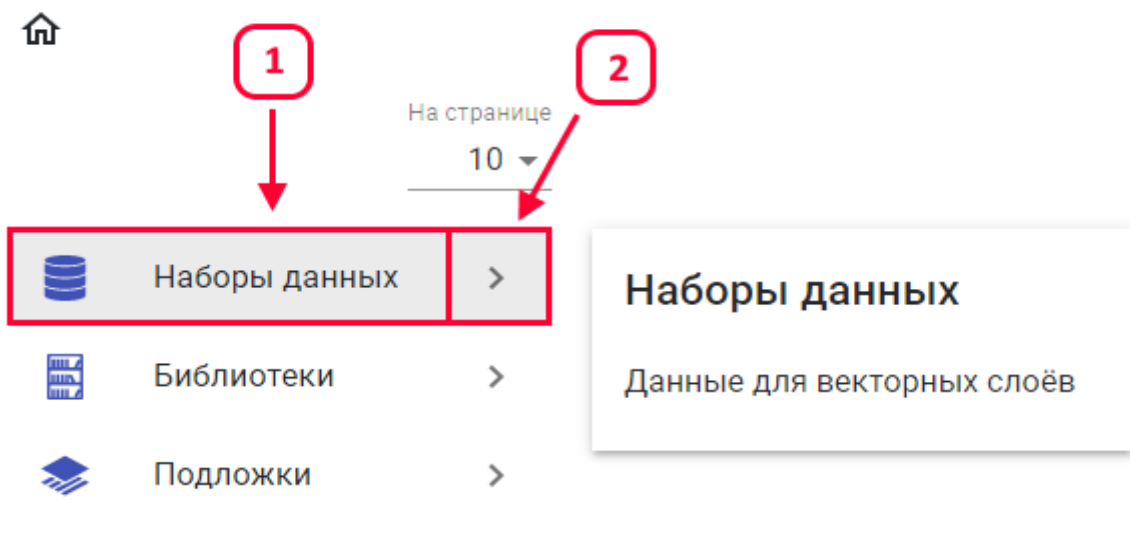 1
2
На странице
10
Наборы данных
Библиотеки
Подложки
Наборы данных
Данные для векторных слоёв